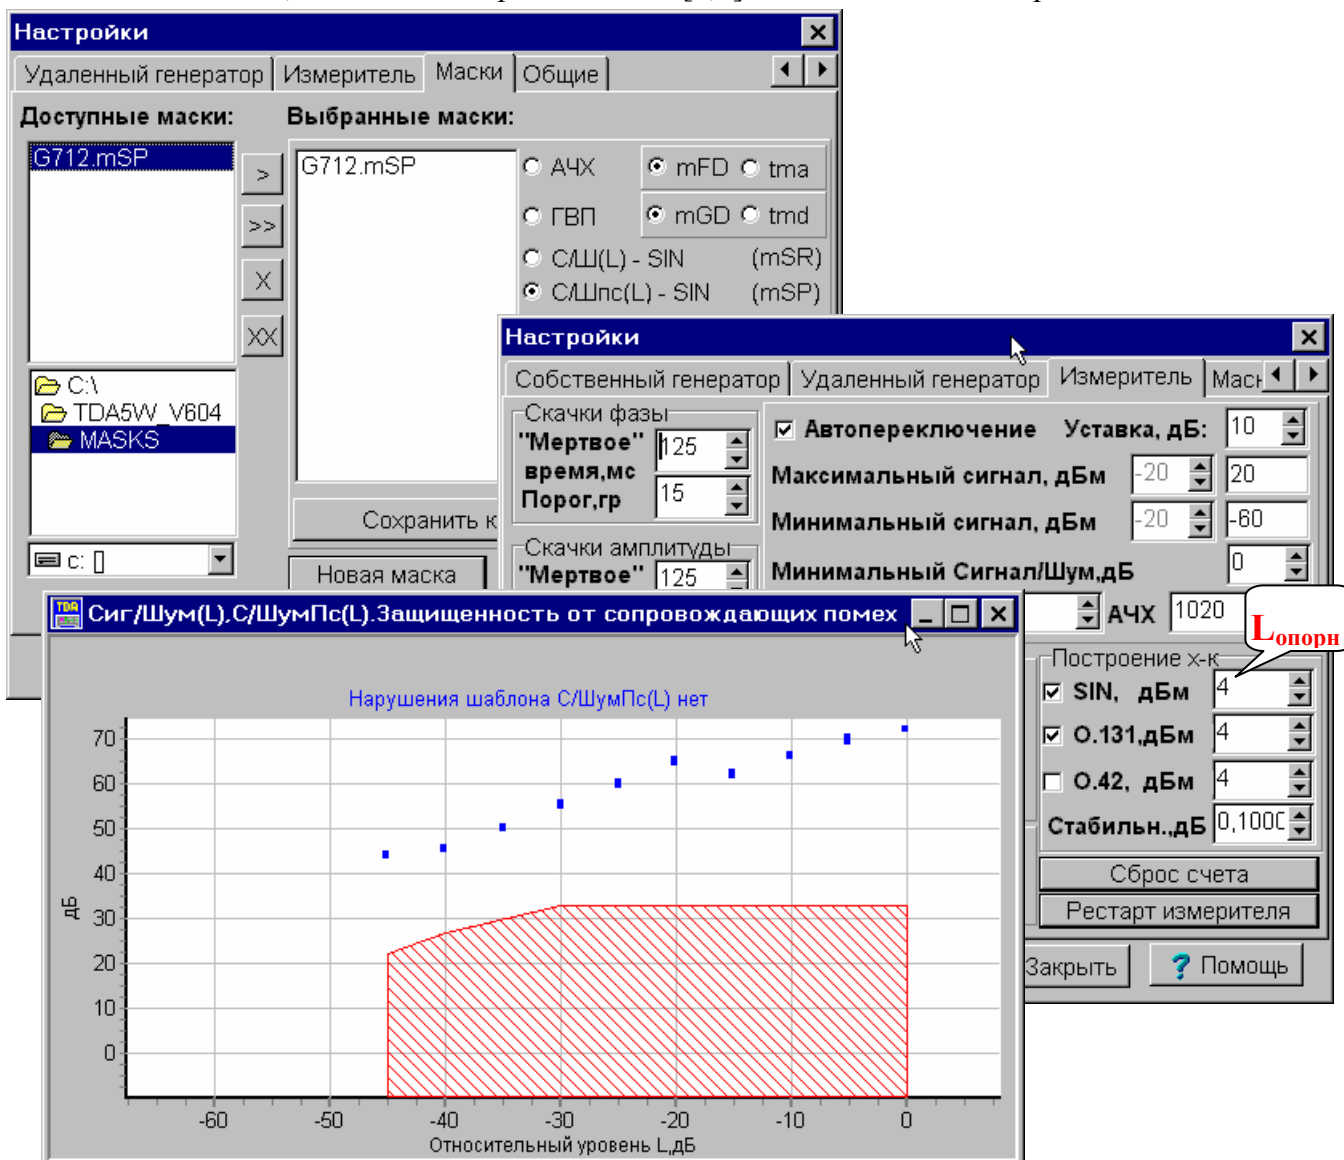 Настройки
Удаленный генератор Измеритель Маски Общие
Доступные маски: Выбранные маски:
G712.mSP
>
>>
X
XX
G712.mSP
АЧХ mFD tma
ГВП mGD tmd
С/Ш(L) - SIN (mSR)
С/Шпс(L) - SIN (mSP)
C:\
TDA5W_V604
MASKS
c: []
Сохранить к
Новая маска
Настройки
Собственный генератор Удаленный генератор Измеритель Маск
Скачки фазы
"Мертвое" время,мс 125
Порог,гр 15
Скачки амплитуды
"Мертвое" 125
Автопереключение Уставка, дБ: 10
Максимальный сигнал, дБм -20 20
Минимальный сигнал, дБм -20 -60
Минимальный Сигнал/Шум,дБ 0
АЧХ 1020
Lопорн
Построение х-к
SIN, дБм 4
O.131,дБм 4
O.42, дБм 4
Стабильн.,дБ 0,100
Сброс счета
Рестарт измерителя
Закрыть ? Помощь
TDA Сиг/Шум(L),С/ШумПс(L).Защищенность от сопровождающих помех
Нарушения шаблона С/ШумПс(L) нет
70
60
50
40
30
20
10
0
дБ
-60 -50 -40 -30 -20 -10 0
Относительный уровень L,дБ